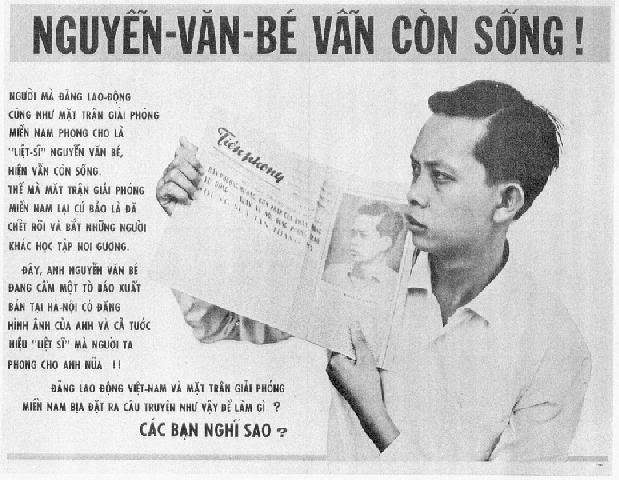 NGUYỄN-VĂN-BÉ VẪN CÒN SỐNG !
NGƯỜI MÀ ĐẢNG LAO-ĐỘNG
CŨNG NHƯ MẶT TRẬN GIẢI PHÓNG
MIỀN NAM PHONG CHO LÀ
"LIỆT-SĨ" NGUYỄN VĂN BÉ,
HIỆN VẪN CÒN SỐNG.
THẾ MÀ MẶT TRẬN GIẢI PHÓNG
MIỀN NAM LẠI CỨ BẢO LÀ ĐÃ
CHẾT RỒI VÀ BẮT NHỮNG NGƯỜI
KHÁC HỌC TẬP NOI GƯƠNG.
ĐÂY, ANH NGUYỄN VĂN BÉ
ĐANG CẦM MỘT TỜ BÁO XUẤT
BẢN TẠI HÀ-NỘI CÓ ĐĂNG
HÌNH ẢNH CỦA ANH VÀ CẢ TƯỚC
HIỆU "LIỆT SĨ" MÀ NGƯỜI TA
PHONG CHO ANH NỮA !!
ĐẢNG LAO ĐỘNG VIỆT-NAM VÀ MẶT TRẬN GIẢI PHÓNG
MIỀN NAM BỊA ĐẶT RA CÂU TRUYỆN NHƯ VẬY ĐỂ LÀM GÌ ?
CÁC BẠN NGHĨ SAO ?
Tiền phong